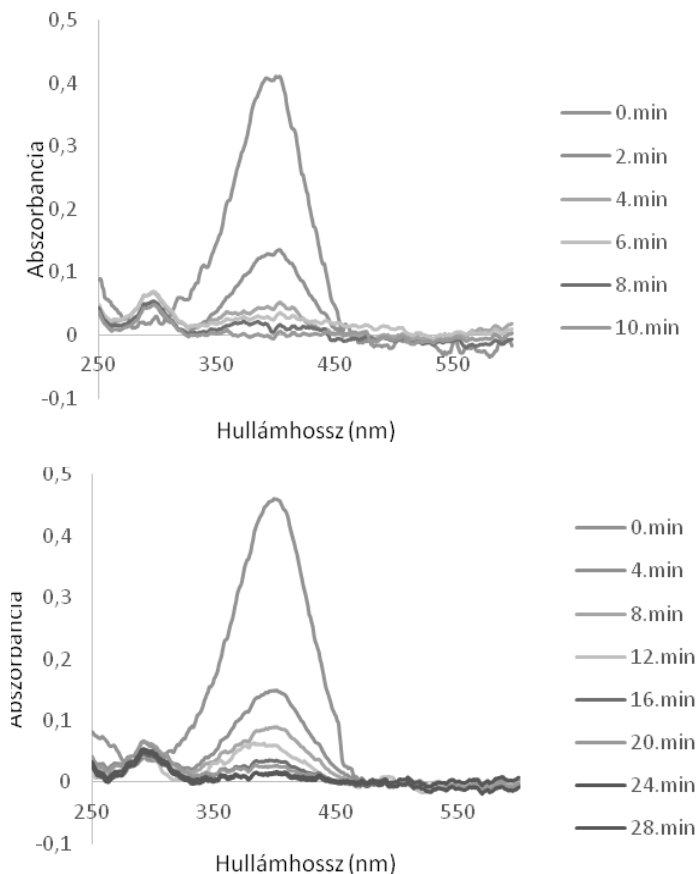 0,5
0,4
0,3
0,2
0,1
0
-0,1
Abszorbancia
250
350
450
550
Hullámhossz (nm)
0.min
2.min
4.min
6.min
8.min
10.min
0,5
0,4
0,3
0,2
0,1
0
-0,1
Abszorbancia
250
350
450
550
Hullámhossz (nm)
0.min
4.min
8.min
12.min
16.min
20.min
24.min
28.min